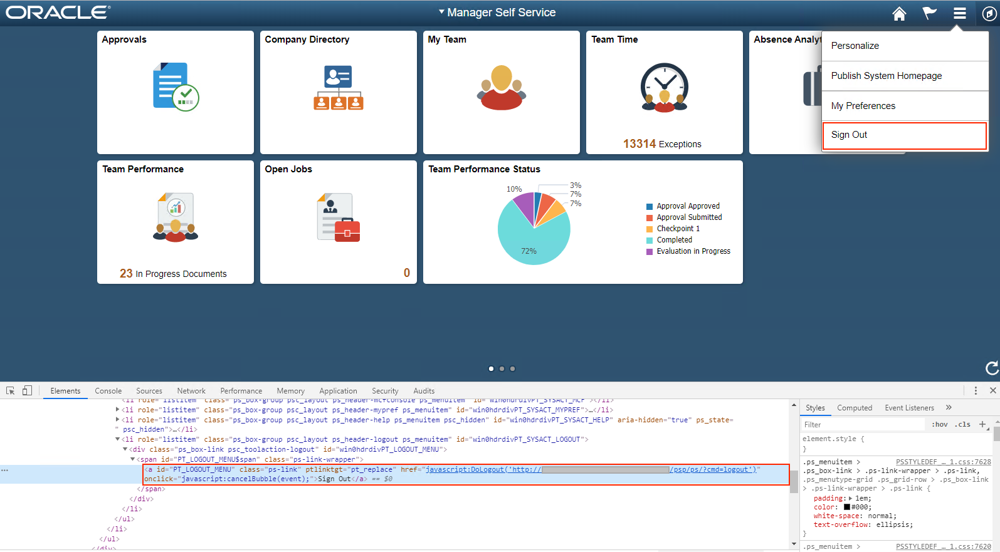 ORACLE®
Manager Self Service
Approvals
Company Directory
My Team
Team Time
Absence Analyt
13314 Exceptions
Personalize
Publish System Homepage
My Preferences
Sign Out
Team Performance
Open Jobs
Team Performance Status
23 In Progress Documents
0
10%
3%
7%
7%
72%
Approval Approved
Approval Submitted
Checkpoint 1
Completed
Evaluation in Progress
Elements Console Sources Network Performance Memory Application Security Audits
<li role="listitem" class="ps_box-group psc_layout ps_header-mcfconsole ps_menuitem" id="win0hdrdivPT_SYSACT_MCF"></li>
<li role="listitem" class="ps_box-group psc_layout ps_header-mypref ps_menuitem" id="win0hdrdivPT_SYSACT_MYPREF">…</li>
<li role="listitem" class="ps_box-group psc_layout ps_header-help ps_menuitem psc_hidden" id="win0hdrdivPT_SYSACT_HELP" aria-hidden="true" ps_state=
" psc_hidden">…</li>
<li role="listitem" class="ps_box-group psc_layout ps_header-logout ps_menuitem" id="win0hdrdivPT_SYSACT_LOGOUT">
<div class="ps_box-link psc_toolaction-logout" id="win0hdrdivPT_LOGOUT_MENU">
<span id="PT_LOGOUT_MENU$span" class="ps-link-wrapper">
<a id="PT_LOGOUT_MENU" class="ps-link" ptlinktgt="pt_replace" href="javascript:DoLogout('http:// /psp/ps/?cmd=logout')"
onclick="javascript:cancelBubble(event);">Sign Out</a> == $0
</span>
</div>
</li>
</ul>
</li>
</ul>
</div>
Styles Computed Event Listeners »
Filter :hov .cls +
element.style {
}
.ps_menuitem > PSSTYLEDEF_…_1.css:7628
.ps_box-link > .ps-link-wrapper > .ps-link,
.ps_menutype-grid .ps_grid-row > .ps_box-link
> .ps-link-wrapper > .ps-link {
padding: 1em;
color: #000;
white-space: normal;
text-overflow: ellipsis;
}
.ps_menuitem > PSSTYLEDEF_…_1.css:7620